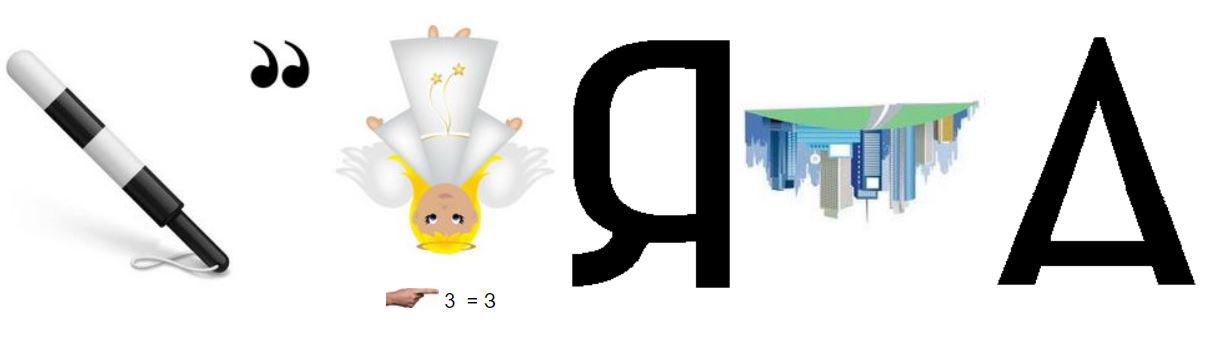 “ Я Д
3 = 3